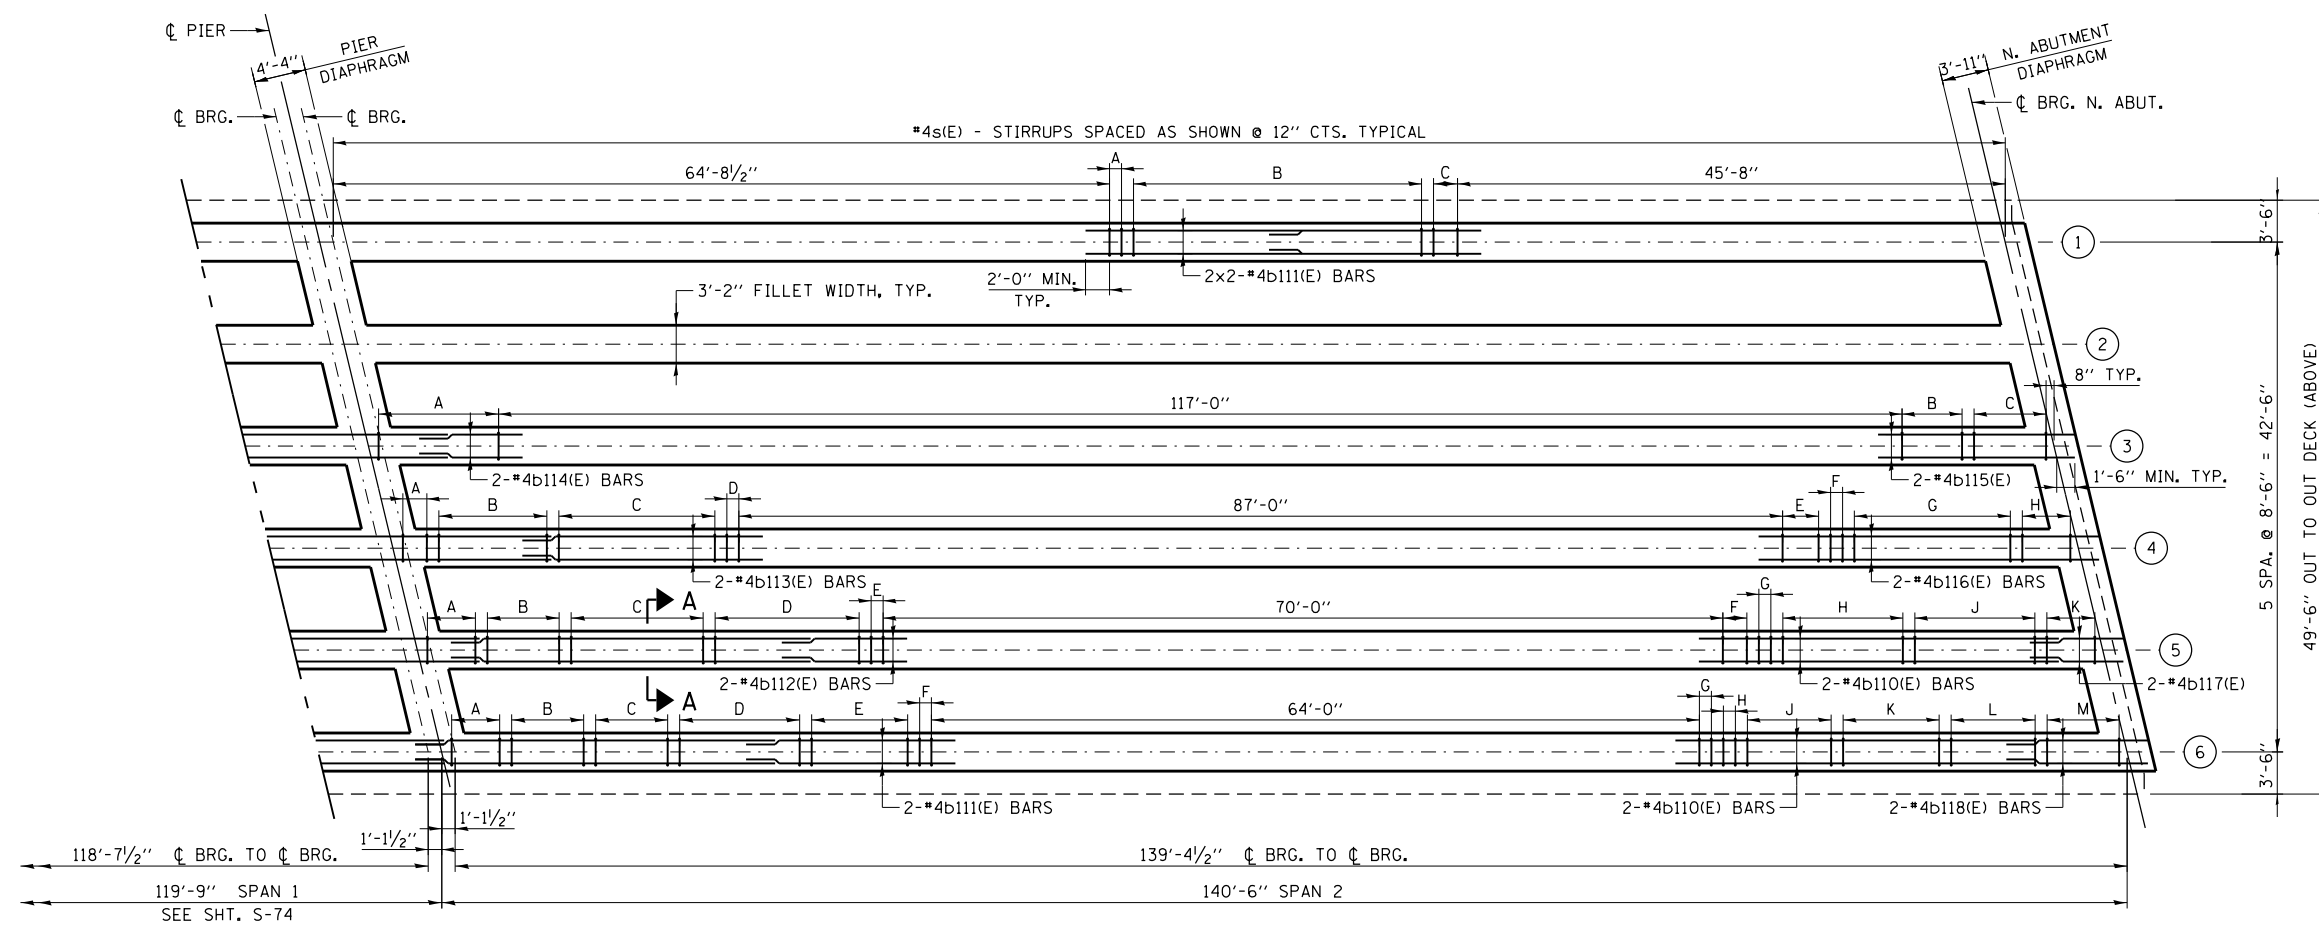 ℄ PIER
4'-4"
PIER
DIAPHRAGM
3'-11"
N. ABUTMENT
DIAPHRAGM
℄ BRG.
℄ BRG.
℄ BRG. N. ABUT.
#4s(E) - STIRRUPS SPACED AS SHOWN @ 12" CTS. TYPICAL
64'-8½"
A
B
C
45'-8"
3'-6"
1
2'-0" MIN.
TYP.
2x2-#4b111(E) BARS
3'-2" FILLET WIDTH, TYP.
2
8" TYP.
A
117'-0"
B
C
3
2-#4b114(E) BARS
2-#4b115(E)
1'-6" MIN. TYP.
A
B
C
D
87'-0"
E
F
G
H
4
2-#4b113(E) BARS
2-#4b116(E) BARS
5 SPA. @ 8'-6" = 42'-6"
49'-6" OUT TO OUT DECK (ABOVE)
A
B
C
A
D
E
70'-0"
F
G
H
J
K
5
2-#4b112(E) BARS
2-#4b110(E) BARS
2-#4b117(E)
A
A
B
C
D
E
F
64'-0"
G
H
J
K
L
M
6
2-#4b111(E) BARS
2-#4b110(E) BARS
2-#4b118(E) BARS
3'-6"
1'-1½"
1'-1½"
118'-7½" ℄ BRG. TO ℄ BRG.
139'-4½" ℄ BRG. TO ℄ BRG.
119'-9" SPAN 1
SEE SHT. S-74
140'-6" SPAN 2